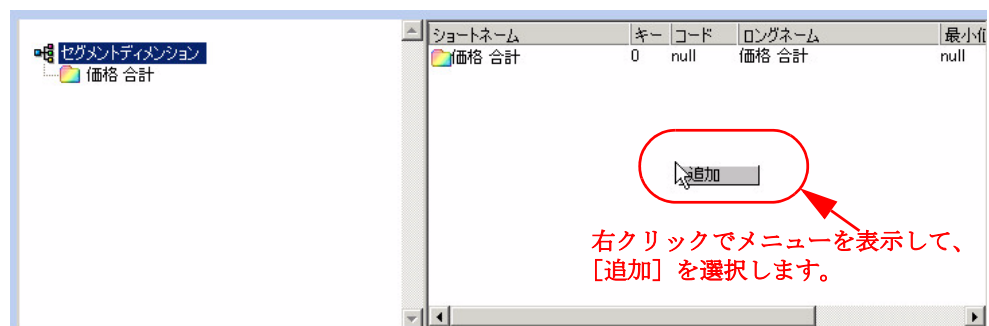 セグメントディメンション
価格 合計
ショートネーム キー コード ロングネーム 最小値
価格 合計 0 null 価格 合計 null
追加
右クリックでメニューを表示して、
[追加] を選択します。